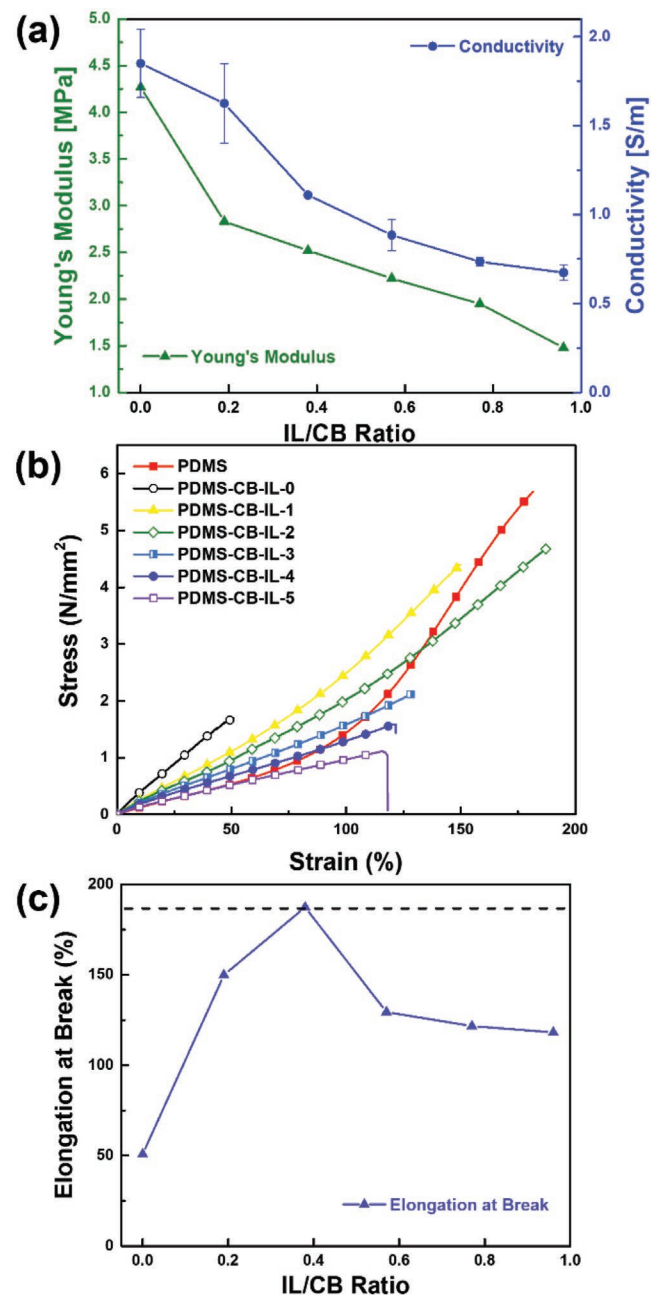 (a)
5.0
4.5
4.0
3.5
3.0
2.5
2.0
1.5
1.0
Young's Modulus [MPa]
Conductivity
Young's Modulus
2.0
1.5
1.0
0.5
0.0
Conductivity [S/m]
0.0 0.2 0.4 0.6 0.8 1.0
IL/CB Ratio
(b)
6
5
4
3
2
1
0
Stress (N/mm²)
PDMS
PDMS-CB-IL-0
PDMS-CB-IL-1
PDMS-CB-IL-2
PDMS-CB-IL-3
PDMS-CB-IL-4
PDMS-CB-IL-5
0 50 100 150 200
Strain (%)
(c)
200
150
100
50
0
Elongation at Break (%)
Elongation at Break
0.0 0.2 0.4 0.6 0.8 1.0
IL/CB Ratio